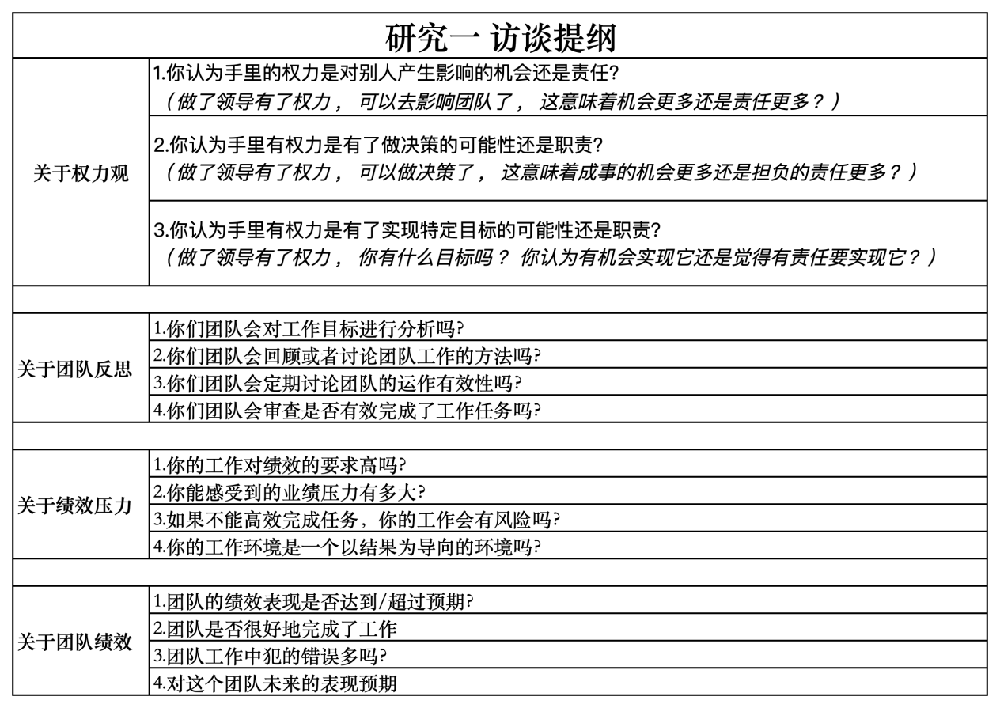 研究一 访谈提纲
关于权力观
1.你认为手里的权力是对别人产生影响的机会还是责任?
（做了领导有了权力，可以去影响团队了，这意味着机会更多还是责任更多？）
2.你认为手里有权力是有了做决策的可能性还是职责?
（做了领导有了权力，可以做决策了，这意味着成事的机会更多还是担负的责任更多？）
3.你认为手里有权力是有了实现特定目标的可能性还是职责?
（做了领导有了权力，你有什么目标吗？你认为有机会实现它还是觉得有责任要实现它？）
关于团队反思
1.你们团队会对工作目标进行分析吗?
2.你们团队会回顾或者讨论团队工作的方法吗?
3.你们团队会定期讨论团队的运作有效性吗?
4.你们团队会审查是否有效完成了工作任务吗?
关于绩效压力
1.你的工作对绩效的要求高吗?
2.你能感受到的业绩压力有多大?
3.如果不能高效完成任务，你的工作会有风险吗?
4.你的工作环境是一个以结果为导向的环境吗?
关于团队绩效
1.团队的绩效表现是否达到/超过预期?
2.团队是否很好地完成了工作
3.团队工作中犯的错误多吗?
4.对这个团队未来的表现预期